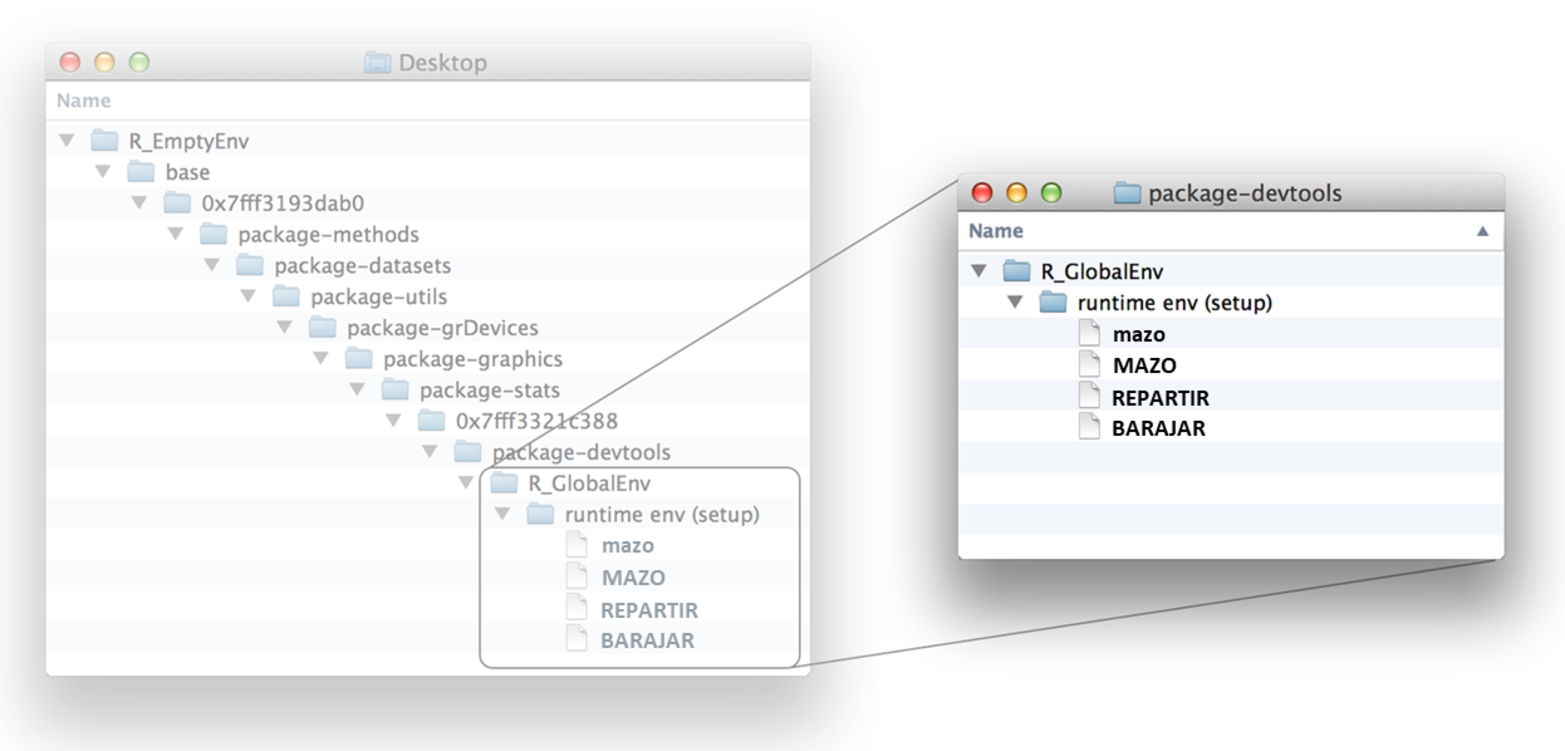 Desktop
Name
R_EmptyEnv
base
0x7fff3193dab0
package-methods
package-datasets
package-utils
package-grDevices
package-graphics
package-stats
0x7fff3321c388
package-devtools
R_GlobalEnv
runtime env (setup)
mazo
MAZO
REPARTIR
BARAJAR
package-devtools
Name
R_GlobalEnv
runtime env (setup)
mazo
MAZO
REPARTIR
BARAJAR